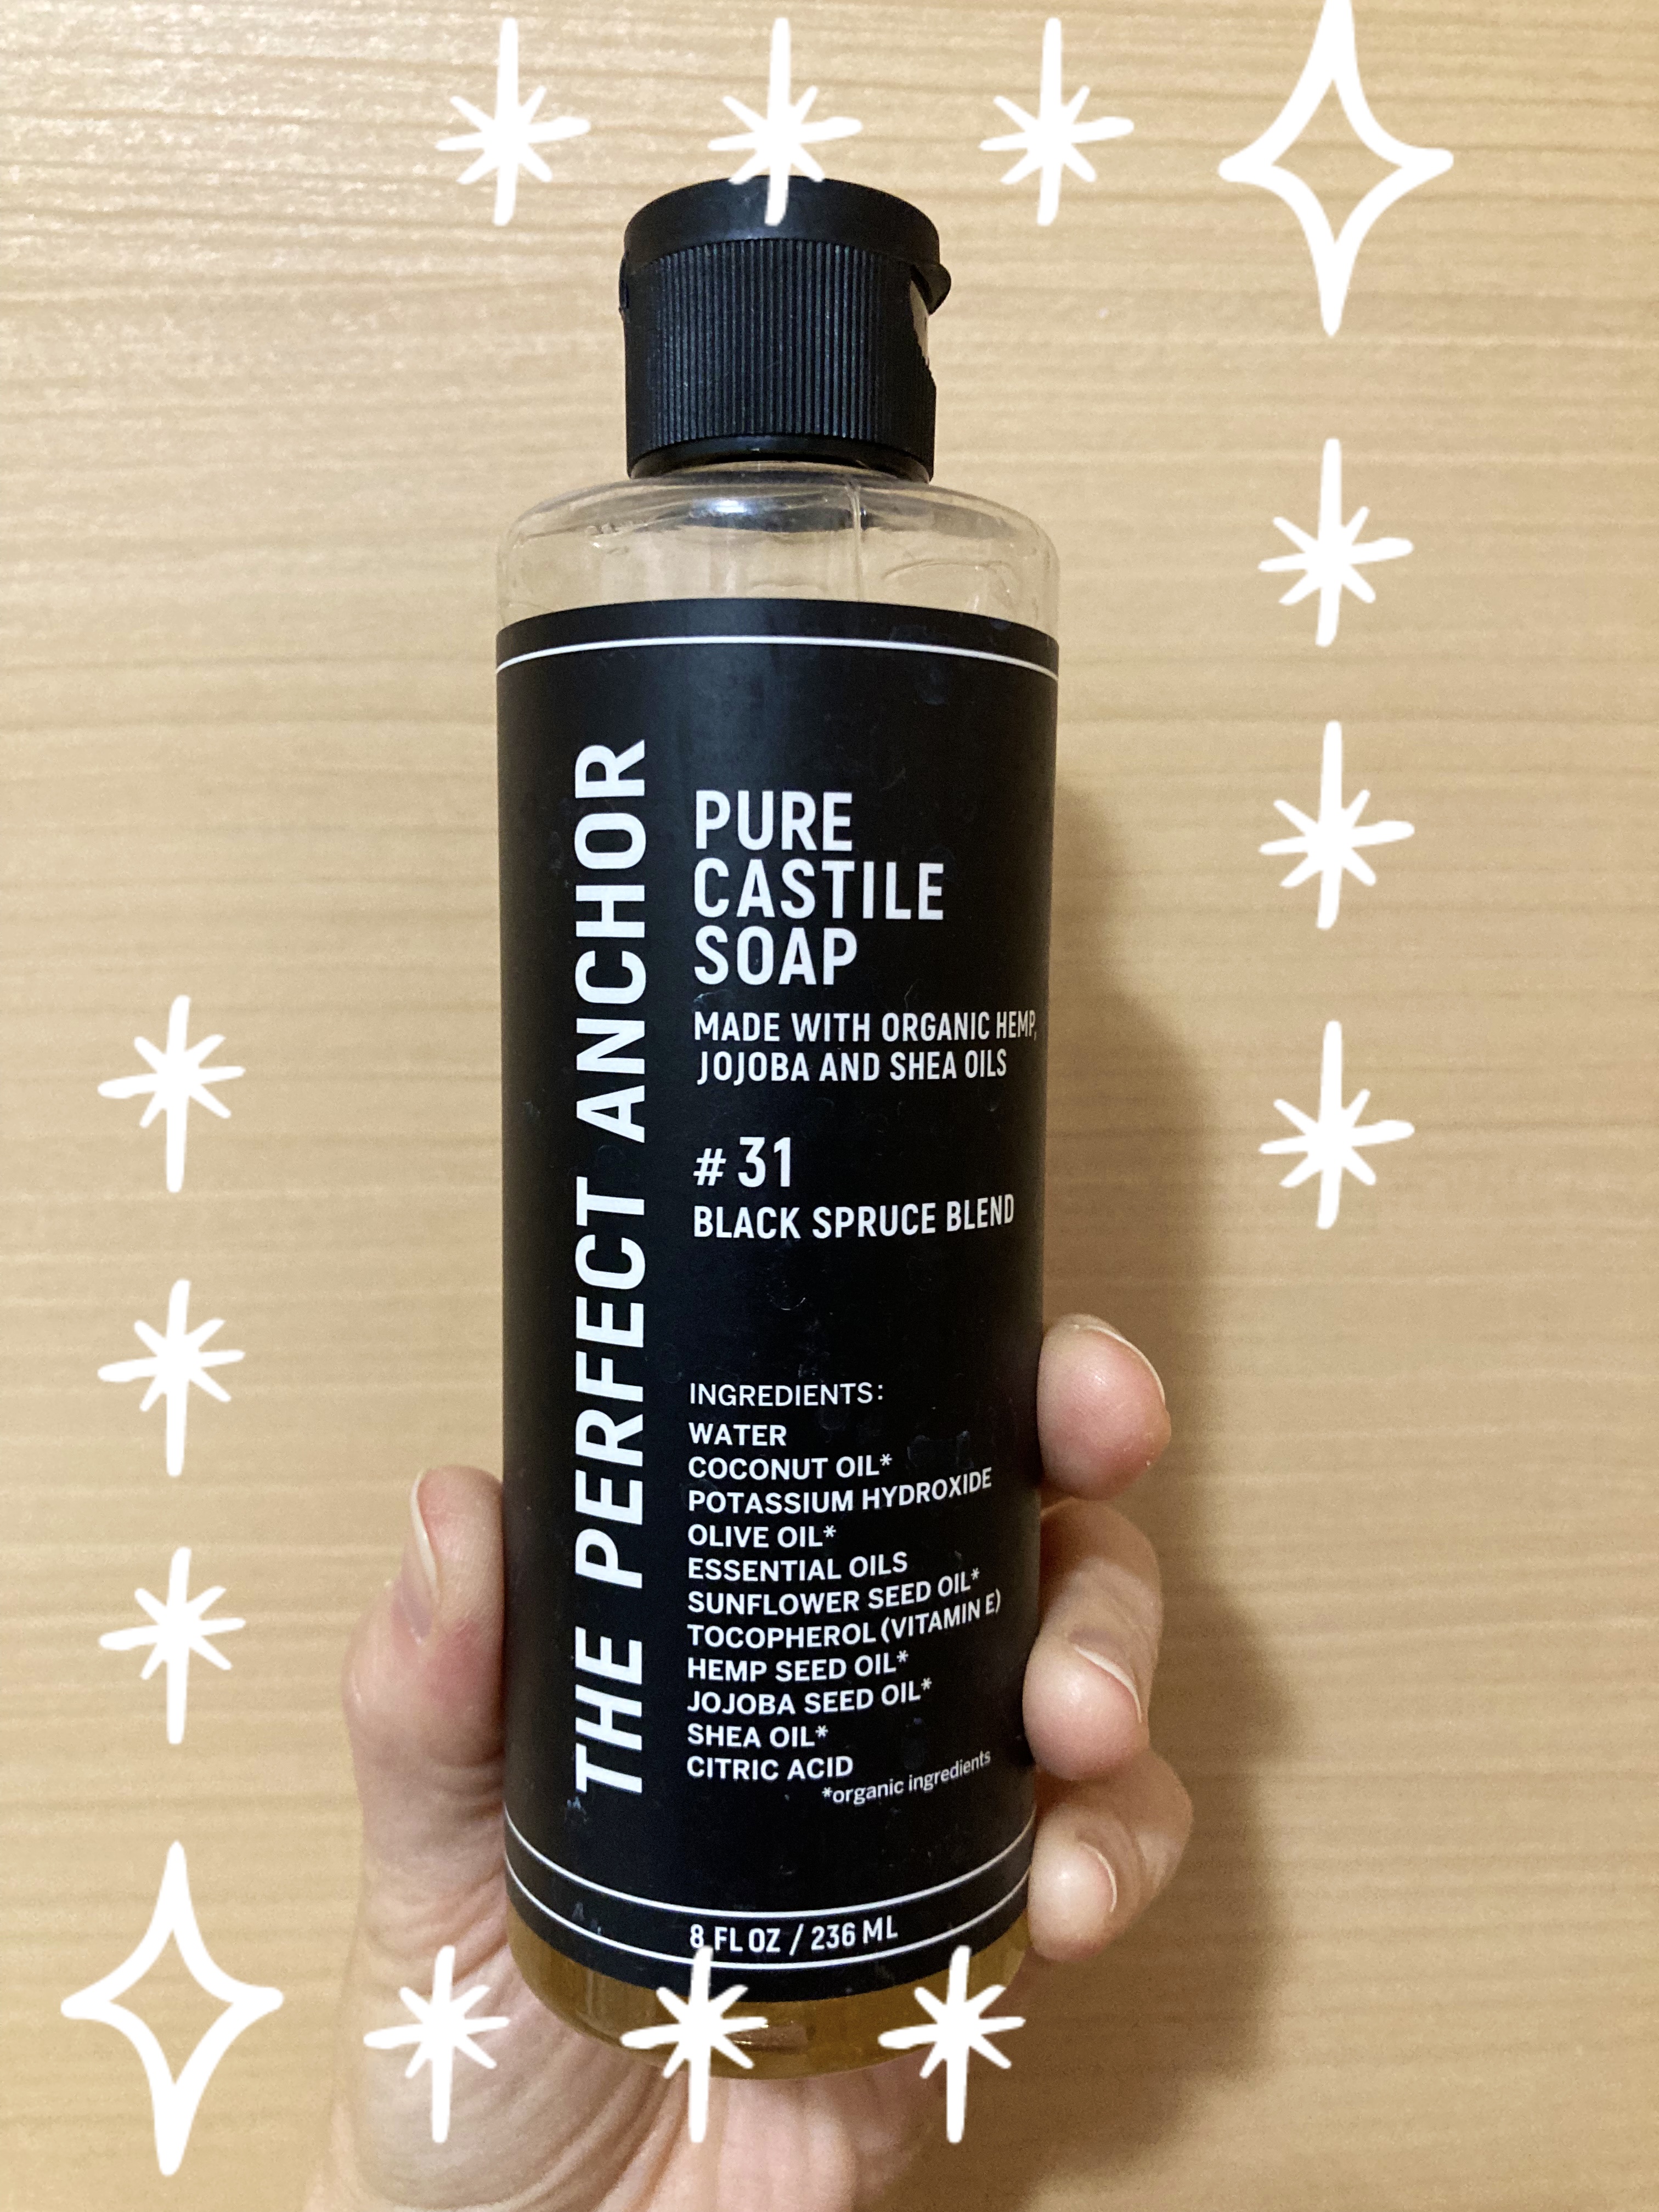 THE PERFECT ANCHOR
PURE
CASTILE
SOAP
MADE WITH ORGANIC HEMP,
JOJOBA AND SHEA OILS
# 31
BLACK SPRUCE BLEND
INGREDIENTS:
WATER
COCONUT OIL*
POTASSIUM HYDROXIDE
OLIVE OIL*
ESSENTIAL OILS
SUNFLOWER SEED OIL*
TOCOPHEROL (VITAMIN E)
HEMP SEED OIL*
JOJOBA SEED OIL*
SHEA OIL*
CITRIC ACID
*organic ingredients
8 FL OZ / 236 ML